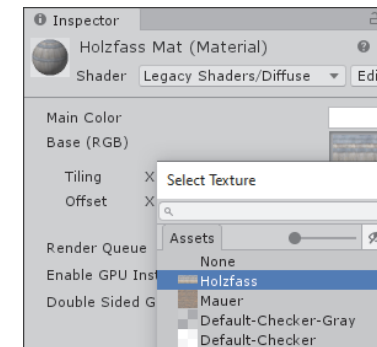 Inspector
Holzfass Mat (Material)
Shader Legacy Shaders/Diffuse
Main Color
Base (RGB)
Tiling X
Offset X
Select Texture
Assets
Render Queue
None
Enable GPU
Holzfass
Double Sided
Mauer
Default-Checker-Gray
Default-Checker